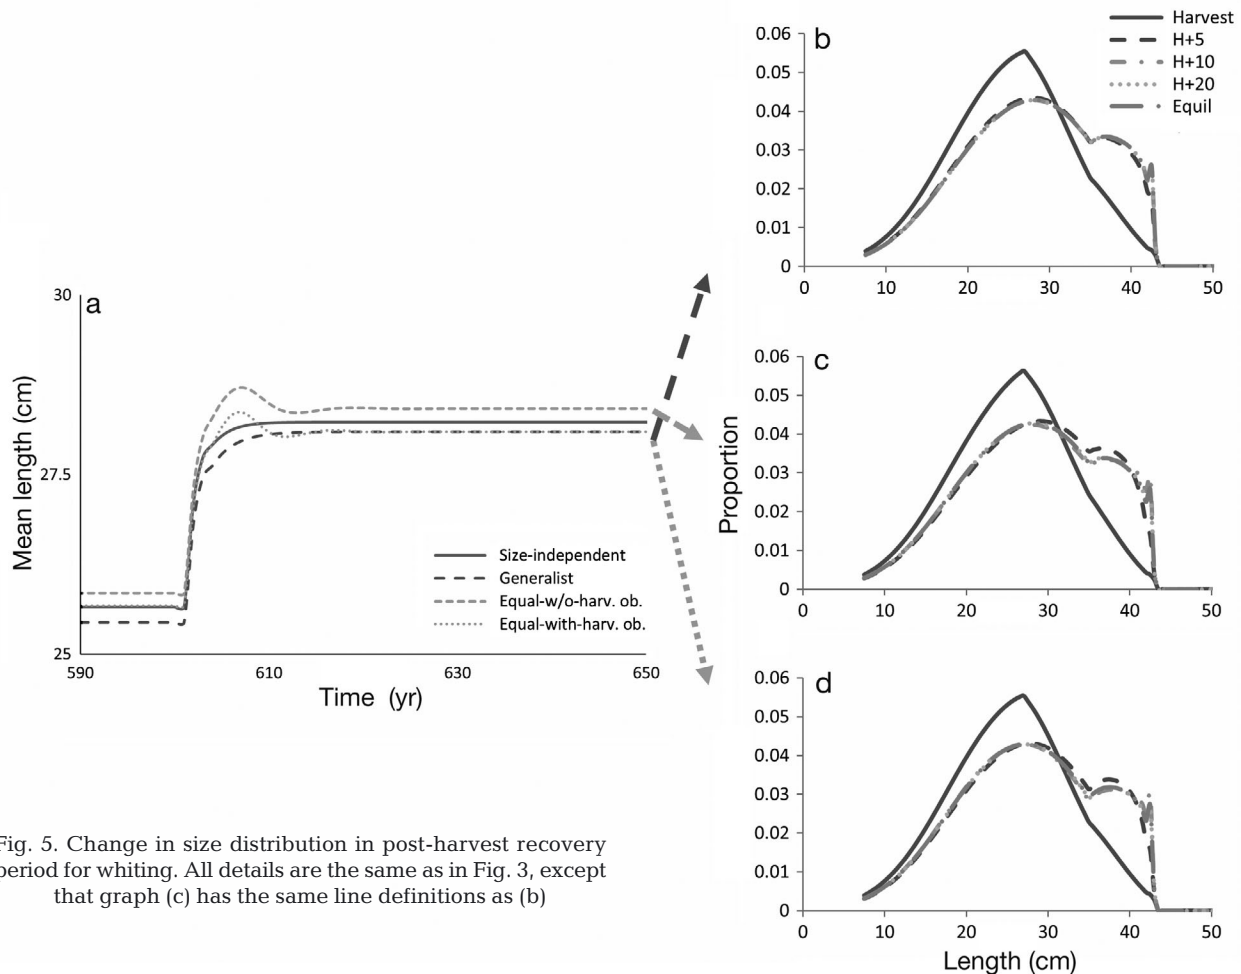 a
30
27.5
25
590
610
630
650
Mean length (cm)
Time (yr)
Size-independent
Generalist
Equal-w/o-harv. ob.
Equal-with-harv. ob.
b
Harvest
H+5
H+10
H+20
Equil
0.06
0.05
0.04
0.03
0.02
0.01
0
0
10
20
30
40
50
c
0.06
0.05
0.04
0.03
0.02
0.01
0
0
10
20
30
40
50
Proportion
d
0.06
0.05
0.04
0.03
0.02
0.01
0
0
10
20
30
40
50
Length (cm)
Fig. 5. Change in size distribution in post-harvest recovery
period for whiting. All details are the same as in Fig. 3, except
that graph (c) has the same line definitions as (b)